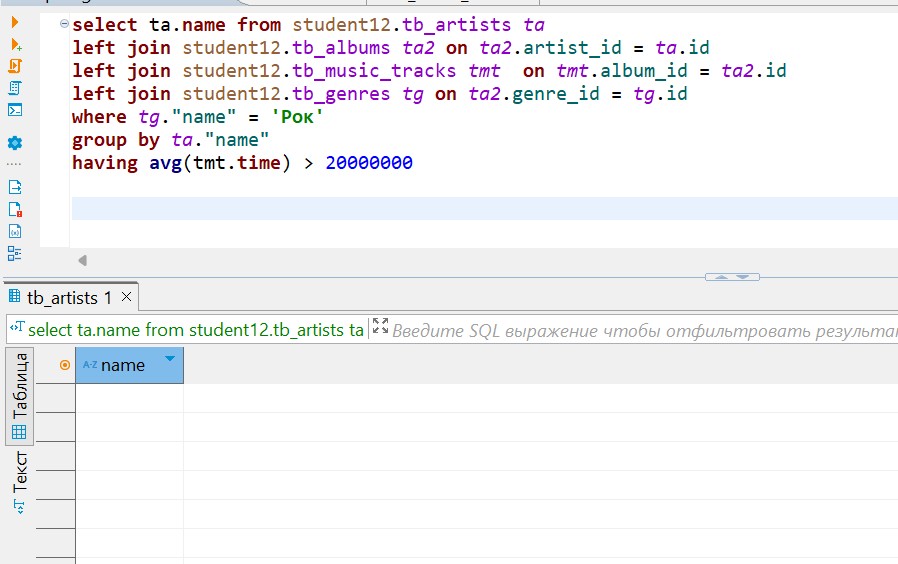 select ta.name from student12.tb_artists ta
left join student12.tb_albums ta2 on ta2.artist_id = ta.id
left join student12.tb_music_tracks tmt  on tmt.album_id = ta2.id
left join student12.tb_genres tg on ta2.genre_id = tg.id
where tg."name" = 'Рок'
group by ta."name"
having avg(tmt.time) > 20000000
tb_artists 1
select ta.name from student12.tb_artists ta
Введите SQL выражение чтобы отфильтровать
A-Z name
Таблица
Текст